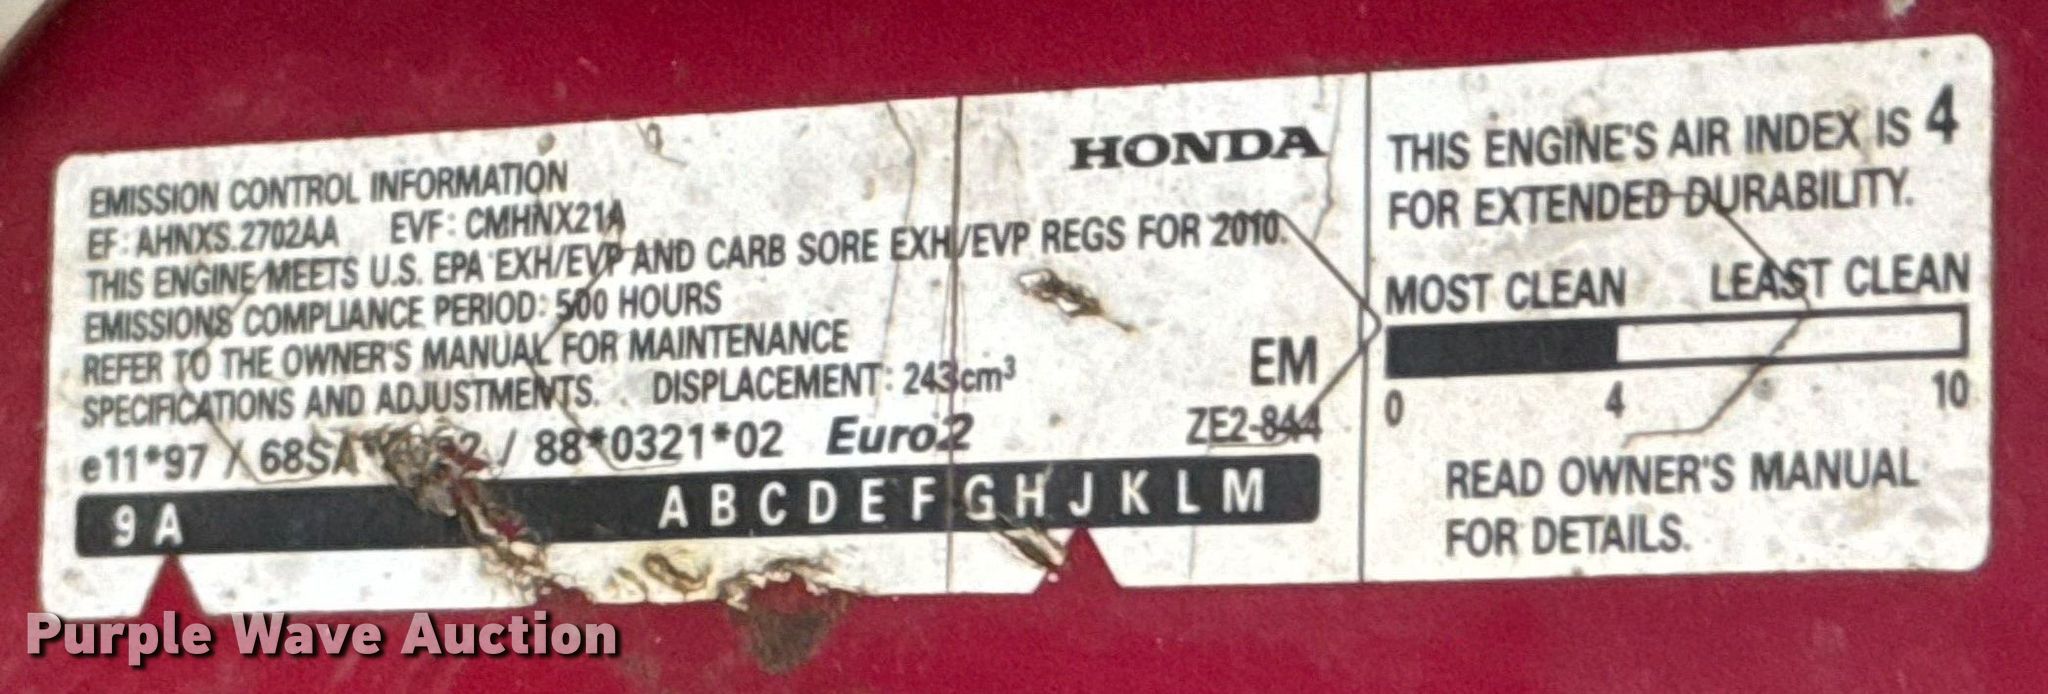 EMISSION CONTROL INFORMATION
EF: AHNXS.2702AA EVF: CMHNX21A
THIS ENGINE MEETS U.S. EPA EXH/EVP AND CARB SORE EXH/EVP REGS FOR 2010.
EMISSIONS COMPLIANCE PERIOD: 500 HOURS
REFER TO THE OWNER'S MANUAL FOR MAINTENANCE
SPECIFICATIONS AND ADJUSTMENTS. DISPLACEMENT: 243cm³
e11*97 / / 88*0321*02 Euro2
9 A A B C D E F G H J K L M
HONDA
EM
ZE2-844
THIS ENGINE'S AIR INDEX IS 4
FOR EXTENDED DURABILITY.
MOST CLEAN LEAST CLEAN
0 4 10
READ OWNER'S MANUAL
FOR DETAILS.
Purple Wave Auction